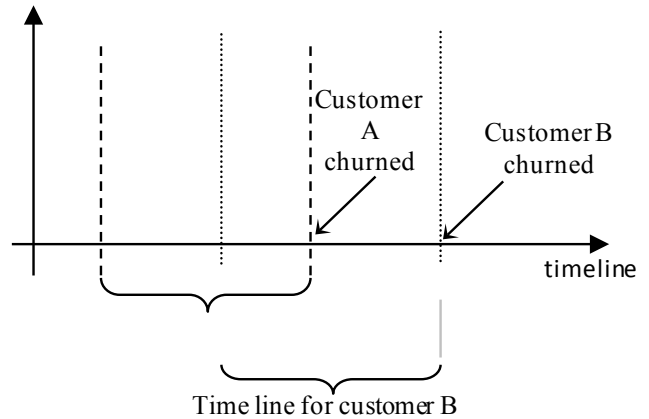 Customer
A
churned
Customer B
churned
timeline
Time line for customer B